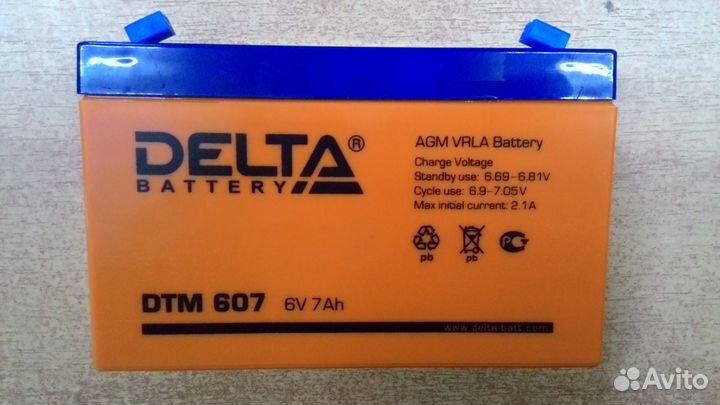 DELTA®
BATTERY
AGM VRLA Battery
Charge Voltage
Standby use: 6.69-6.81V
Cycle use: 6.9-7.05V
Max initial current: 2.1A
pb pb
DTM 607 6V 7Ah
www.delta-batt.com
Avito